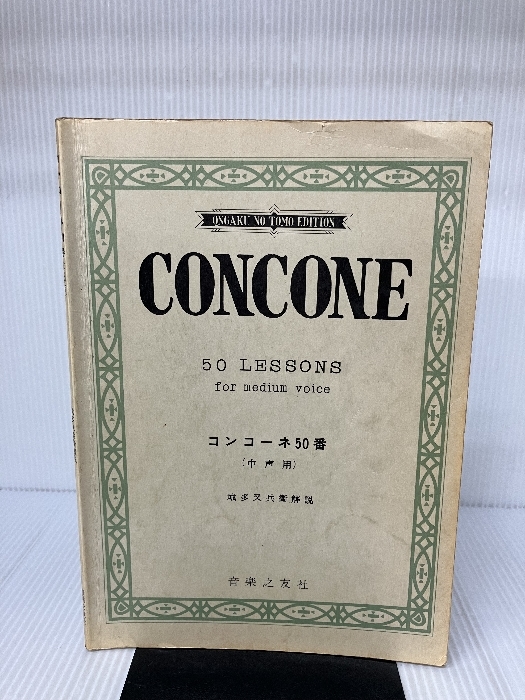 ONGAKU NO TOMO EDITION
CONCONE
50 LESSONS
for medium voice
コンコーネ50番
(中声用)
城多又兵衛解説
音楽之友社